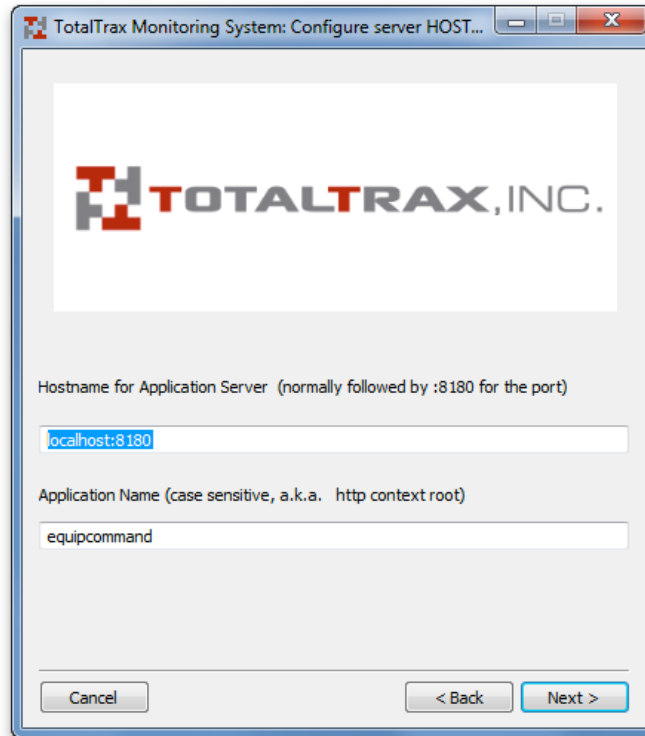 TotalTrax Monitoring System: Configure server HOST...
TOTALTRAX, INC.
Hostname for Application Server (normally followed by :8180 for the port)
localhost:8180
Application Name (case sensitive, a.k.a. http context root)
equipcommand
Cancel
< Back
Next >